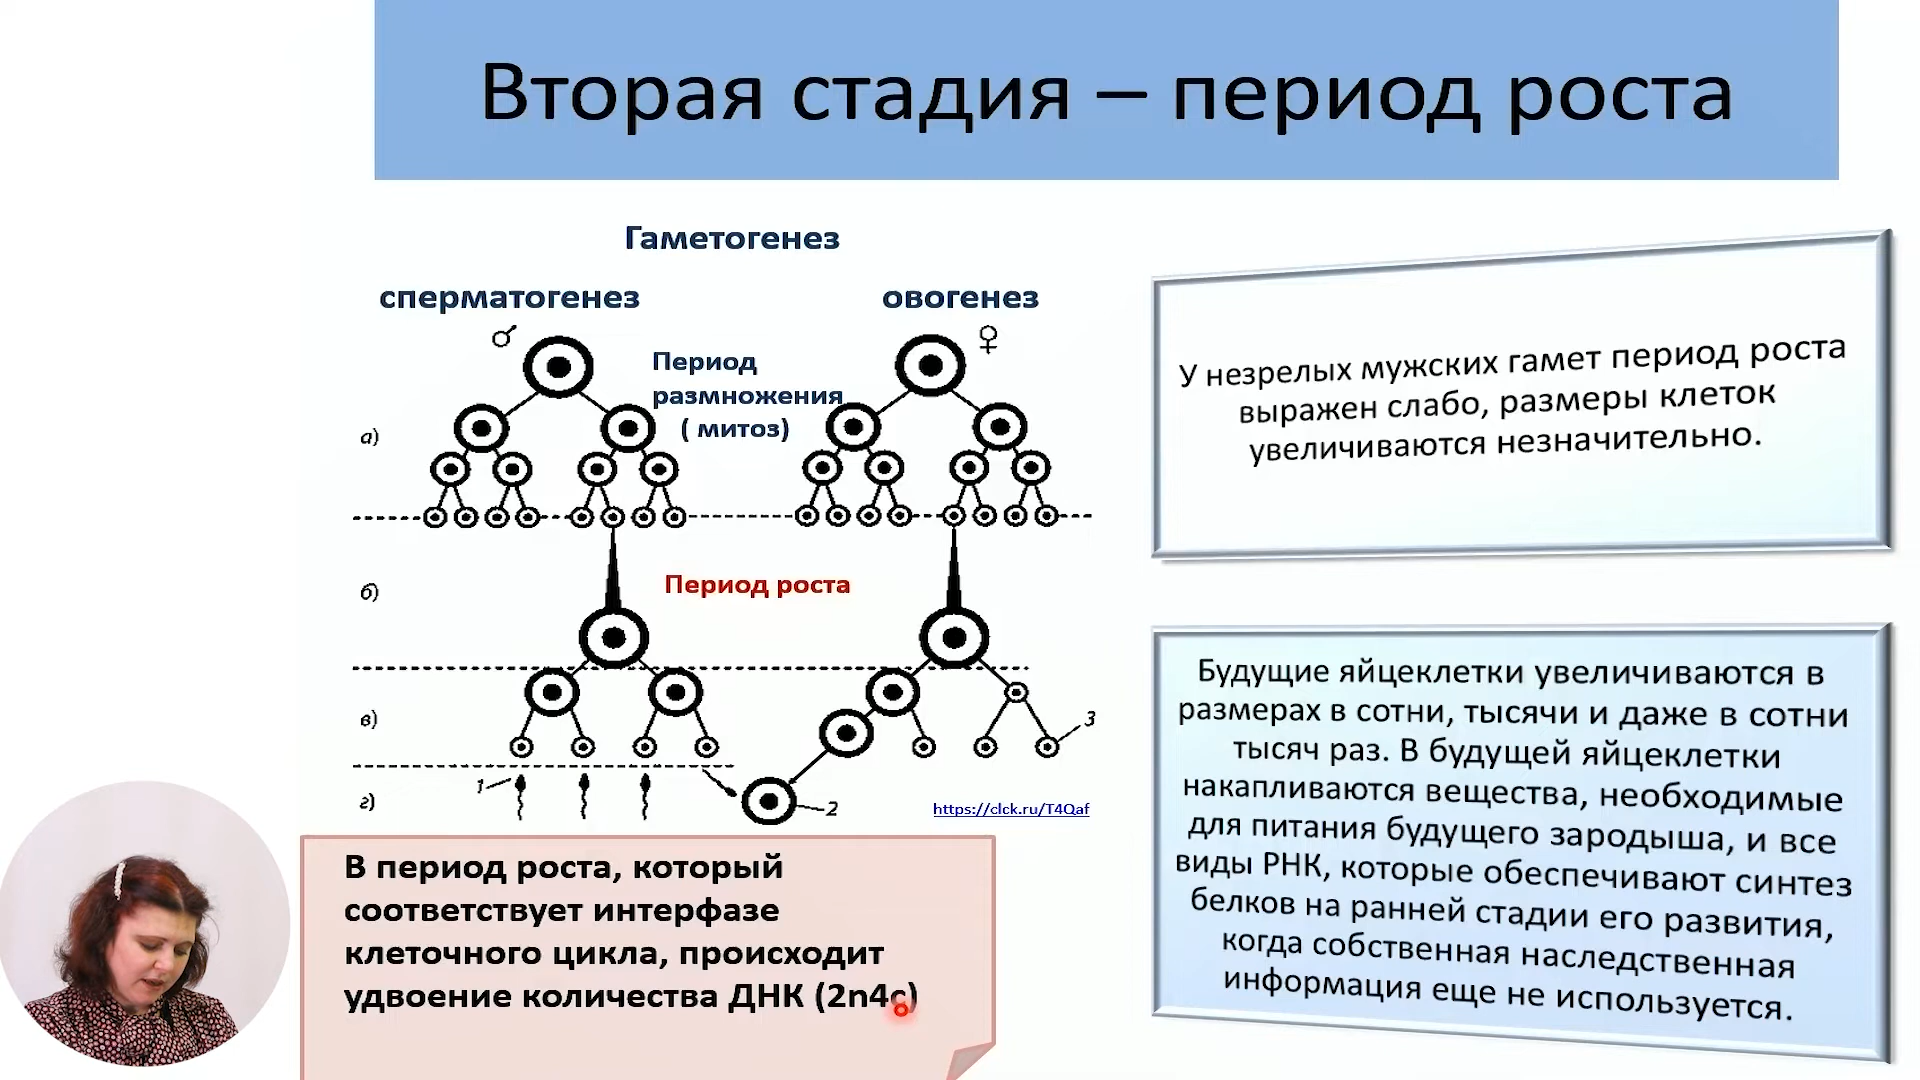 Вторая стадия – период роста
Гаметогенез
сперматогенез
овогенез
♂
♀
Период
размножения
( митоз)
а)
б)
Период роста
в)
3
г)
1
2
https://clck.ru/T4Qaf
В период роста, который
соответствует интерфазе
клеточного цикла, происходит
удвоение количества ДНК (2n4c)
У незрелых мужских гамет период роста
выражен слабо, размеры клеток
увеличиваются незначительно.
Будущие яйцеклетки увеличиваются в
размерах в сотни, тысячи и даже в сотни
тысяч раз. В будущей яйцеклетки
накапливаются вещества, необходимые
для питания будущего зародыша, и все
виды РНК, которые обеспечивают синтез
белков на ранней стадии его развития,
когда собственная наследственная
информация еще не используется.